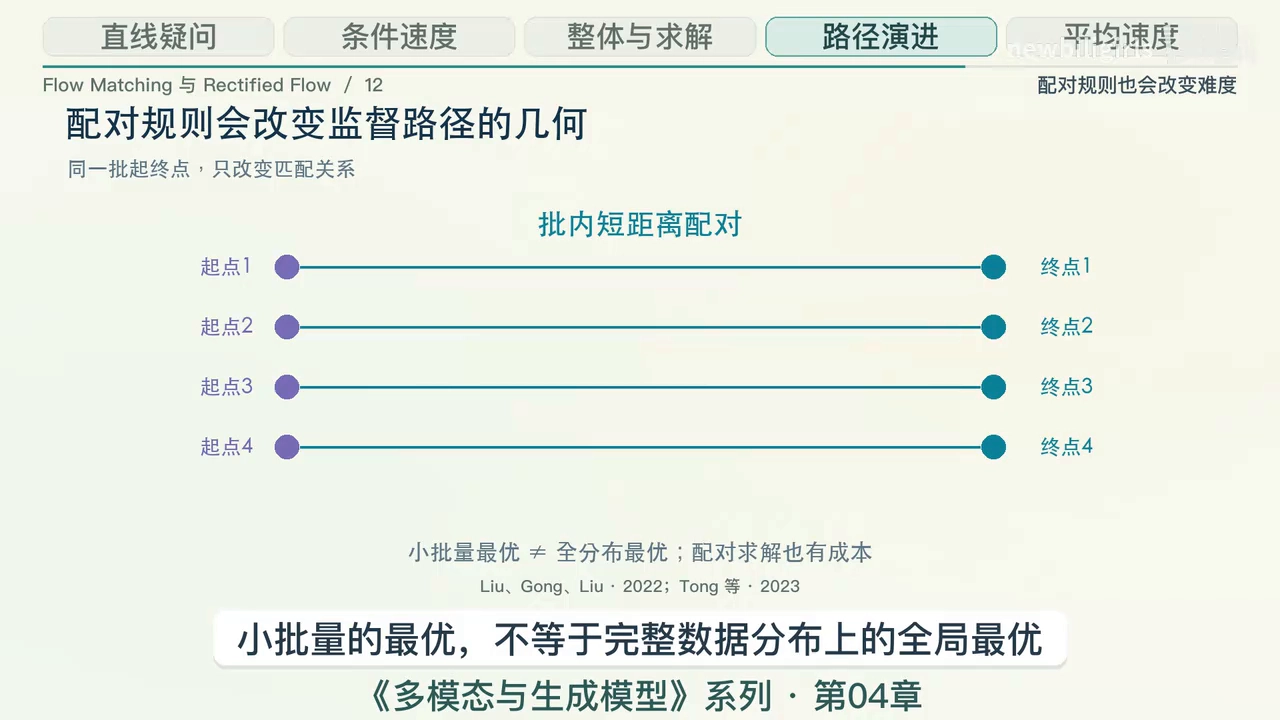 直线疑问 条件速度 整体与求解 路径演进 平均速度
Flow Matching 与 Rectified Flow / 12 配对规则也会改变难度
配对规则会改变监督路径的几何
同一批起终点，只改变匹配关系
批内短距离配对
起点1 终点1
起点2 终点2
起点3 终点3
起点4 终点4
小批量最优 ≠ 全分布最优；配对求解也有成本
Liu、Gong、Liu · 2022；Tong 等 · 2023
小批量的最优，不等于完整数据分布上的全局最优
《多模态与生成模型》系列 · 第04章